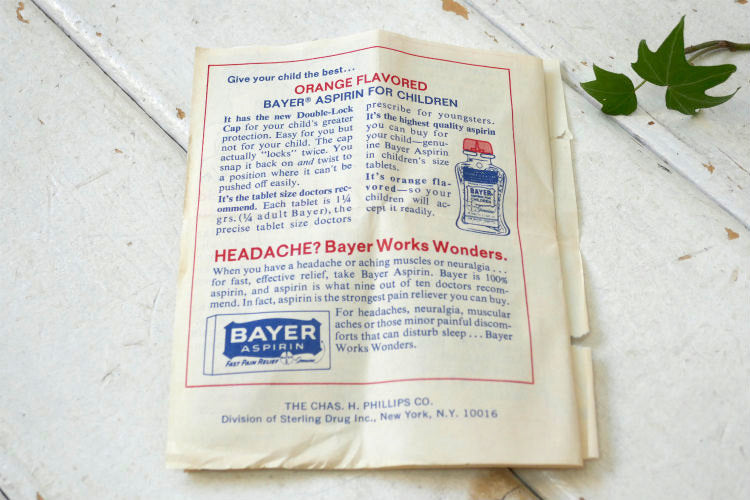 Give your child the best...
ORANGE FLAVORED
BAYER® ASPIRIN FOR CHILDREN
It has the new Double-Lock
Cap for your child's greater
protection. Easy for you but
not for your child. The cap
actually "locks" twice. You
snap it back on and twist to
a position where it can't be
pushed off easily.
It's the tablet size doctors rec-
ommend. Each tablet is 1¼
grs. (¼ adult Bayer), the
precise tablet size doctors
prescribe for youngsters.
It's the highest quality aspirin
you can buy for
your child—genu-
ine Bayer Aspirin
in children's size
tablets.
It's orange fla-
vored—so your
children will ac-
cept it readily.
BAYER
HEADACHE? Bayer Works Wonders.
When you have a headache or aching muscles or neuralgia...
for fast, effective relief, take Bayer Aspirin. Bayer is 100%
aspirin, and aspirin is what nine out of ten doctors recom-
mend. In fact, aspirin is the strongest pain reliever you can buy.
BAYER
ASPIRIN
FAST PAIN RELIEF
For headaches, neuralgia, muscular
aches or those minor painful discom-
forts that can disturb sleep...Bayer
Works Wonders.
THE CHAS. H. PHILLIPS CO.
Division of Sterling Drug Inc., New York, N.Y. 10016